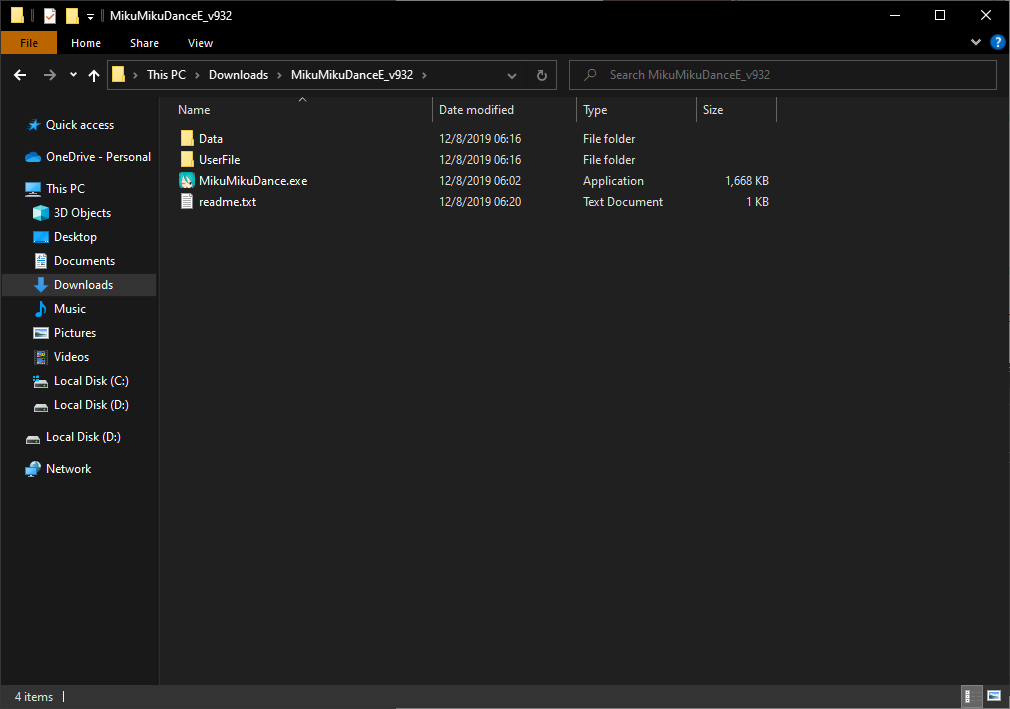 MikuMikuDanceE_v932
File Home Share View
This PC Downloads MikuMikuDanceE_v932 Search MikuMikuDanceE_v932
Quick access
OneDrive - Personal
This PC
3D Objects
Desktop
Documents
Downloads
Music
Pictures
Videos
Local Disk (C:)
Local Disk (D:)
Local Disk (D:)
Network
Name Date modified Type Size
Data 12/8/2019 06:16 File folder
UserFile 12/8/2019 06:16 File folder
MikuMikuDance.exe 12/8/2019 06:02 Application 1,668 KB
readme.txt 12/8/2019 06:20 Text Document 1 KB
4 items